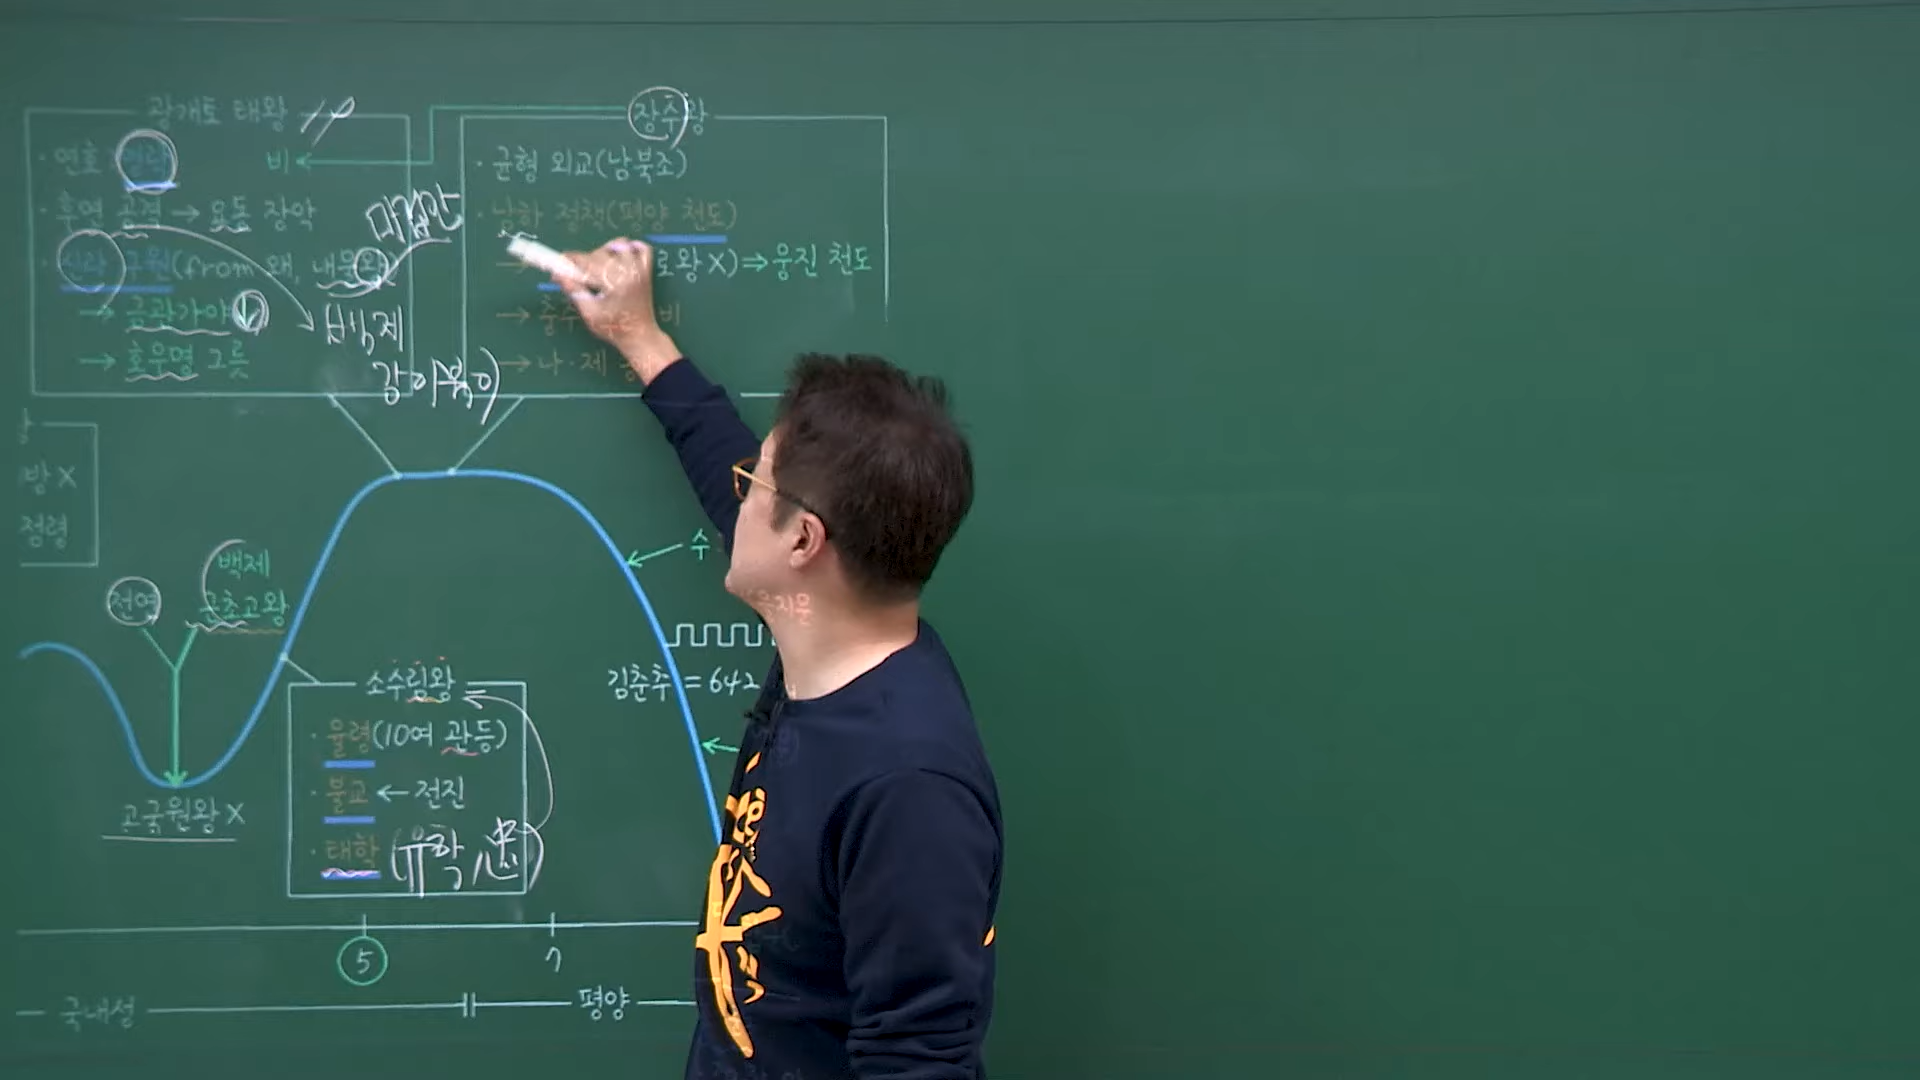 광개토 태왕
· 연호 : 영락
비
· 후연 공격 → 요동 장악
마립간
· 신라 구원(from 왜, 내물왕)
→ 금관가야 ↓
백제
→ 호우명 그릇
장수왕
· 균형 외교(남북조)
· 남하 정책(평양 천도)
→ 로왕 X) ⇒ 웅진 천도
→ 비
→ 나·제
방 X
정령
전연
백제
근초고왕
고국원왕 X
소수림왕
· 율령(10여 관등)
· 불교 ← 전진
· 태학 (유학 忠)
수
김춘추 = 642
5
7
국내성
평양